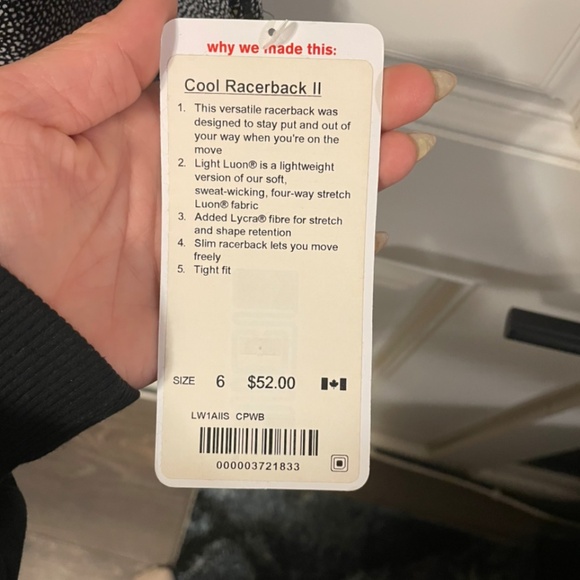 why we made this:
Cool Racerback II
1. This versatile racerback was
designed to stay put and out of
your way when you're on the
move
2. Light Luon® is a lightweight
version of our soft,
sweat-wicking, four-way stretch
Luon® fabric
3. Added Lycra® fibre for stretch
and shape retention
4. Slim racerback lets you move
freely
5. Tight fit
SIZE 6 $52.00
LW1AIIS CPWB
000003721833